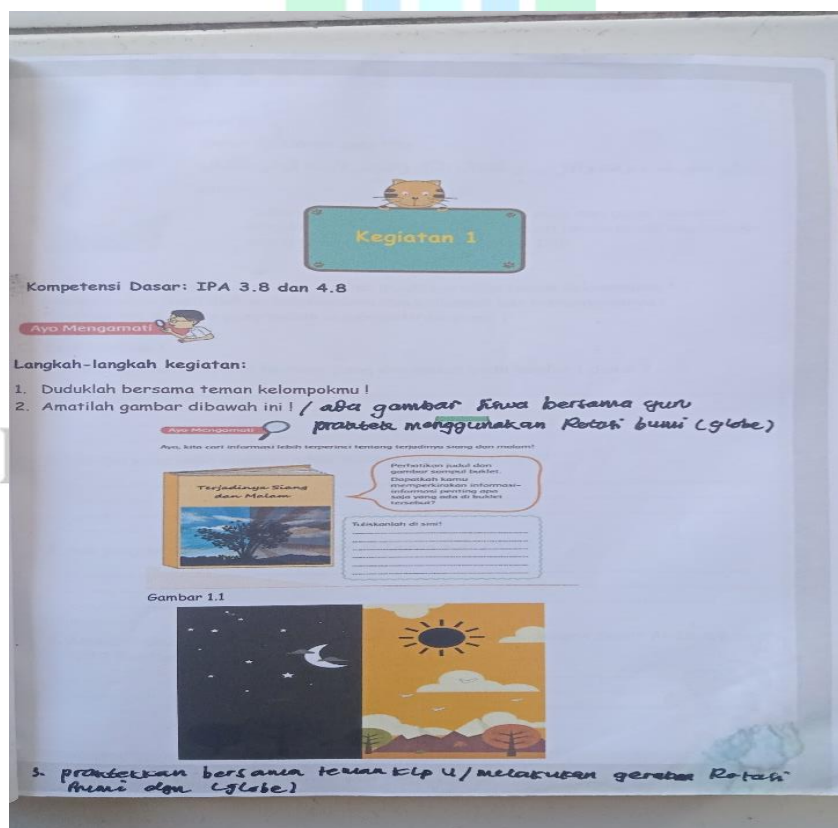 Kegiatan 1
Kompetensi Dasar: IPA 3.8 dan 4.8
Ayo Mengamati
Langkah-langkah kegiatan:
1. Duduklah bersama teman kelompokmu !
2. Amatilah gambar dibawah ini ! / ada gambar siswa bersama guru
praktek menggunakan Rotasi bumi (globe)
Ayo Mengamati
Ayo, kita cari informasi lebih terperinci tentang terjadinya siang dan malam!
Perhatikan judul dan
gambar sampul buklet.
Dapatkah kamu
memperkirakan informasi-
informasi penting apa
saja yang ada di buklet
tersebut?
Terjadinya Siang
dan Malam
Tuliskanlah di sini!
Gambar 1.1
3. praktekkan bersama teman klp U/ melakukan gerakan Rotasi
dgn (globe)